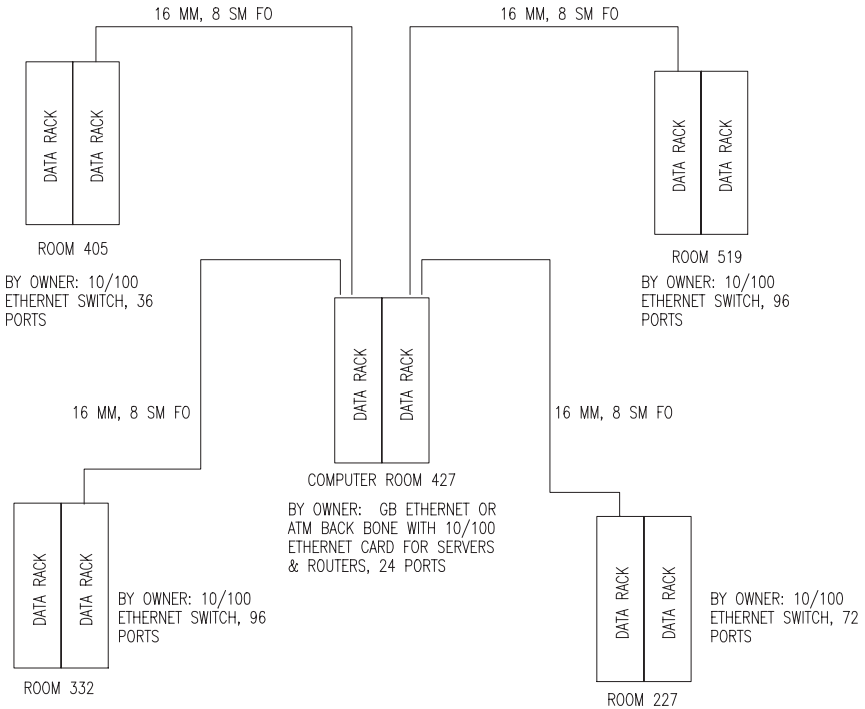 16 MM, 8 SM FO
16 MM, 8 SM FO
DATA RACK
DATA RACK
ROOM 405
BY OWNER: 10/100
ETHERNET SWITCH, 36
PORTS
DATA RACK
DATA RACK
ROOM 519
BY OWNER: 10/100
ETHERNET SWITCH, 96
PORTS
DATA RACK
DATA RACK
COMPUTER ROOM 427
BY OWNER: GB ETHERNET OR
ATM BACK BONE WITH 10/100
ETHERNET CARD FOR SERVERS
& ROUTERS, 24 PORTS
16 MM, 8 SM FO
16 MM, 8 SM FO
DATA RACK
DATA RACK
ROOM 332
BY OWNER: 10/100
ETHERNET SWITCH, 96
PORTS
DATA RACK
DATA RACK
ROOM 227
BY OWNER: 10/100
ETHERNET SWITCH, 72
PORTS